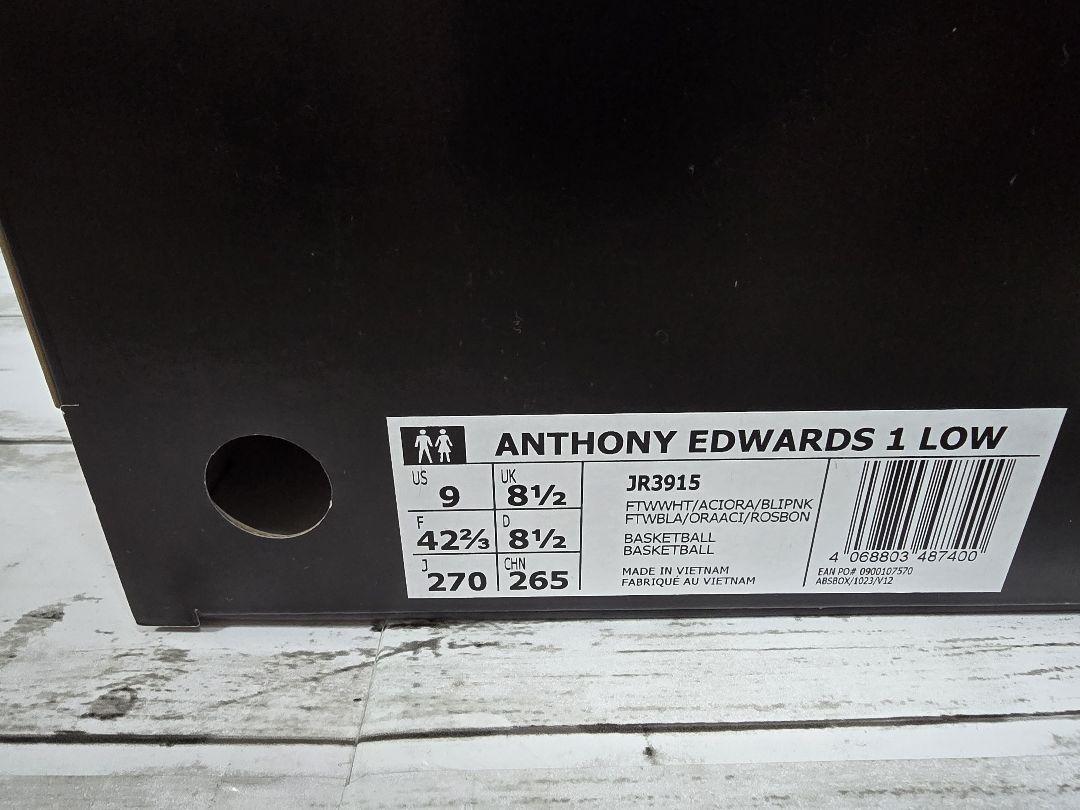 ANTHONY EDWARDS 1 LOW
US 9 UK 8½
F 42⅔ D 8½
J 270 CHN 265
JR3915
FTWWHT/ACIORA/BLIPNK
FTWBLA/ORAACI/ROSBON
BASKETBALL
BASKETBALL
MADE IN VIETNAM
FABRIQUÉ AU VIETNAM
4 068803 487400
EAN PO# 0900107570
ABSBOX/1023/V12